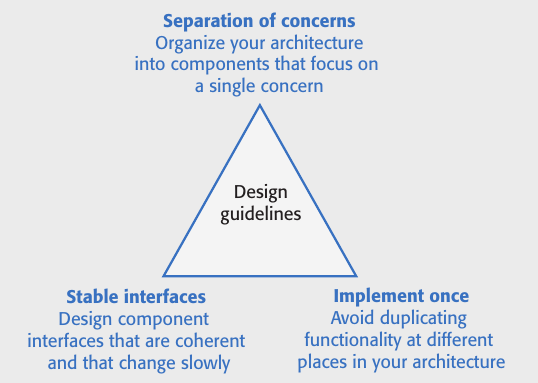 Separation of concerns
Organize your architecture
into components that focus on
a single concern
Design
guidelines
Stable interfaces
Design component
interfaces that are coherent
and that change slowly
Implement once
Avoid duplicating
functionality at different
places in your architecture